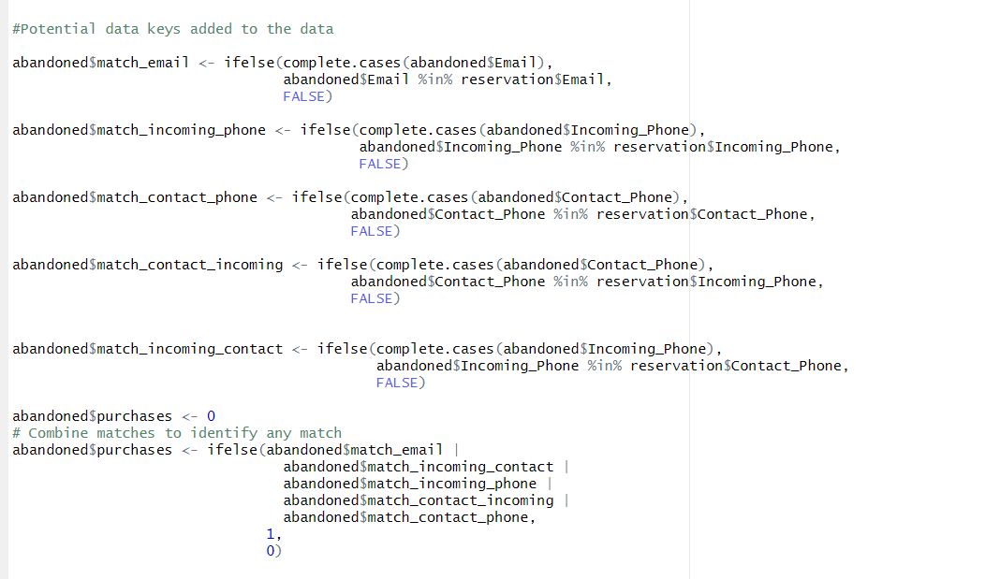 #Potential data keys added to the data
abandoned$match_email <- ifelse(complete.cases(abandoned$Email),
abandoned$Email %in% reservation$Email,
FALSE)
abandoned$match_incoming_phone <- ifelse(complete.cases(abandoned$Incoming_Phone),
abandoned$Incoming_Phone %in% reservation$Incoming_Phone,
FALSE)
abandoned$match_contact_phone <- ifelse(complete.cases(abandoned$Contact_Phone),
abandoned$Contact_Phone %in% reservation$Contact_Phone,
FALSE)
abandoned$match_contact_incoming <- ifelse(complete.cases(abandoned$Contact_Phone),
abandoned$Contact_Phone %in% reservation$Incoming_Phone,
FALSE)
abandoned$match_incoming_contact <- ifelse(complete.cases(abandoned$Incoming_Phone),
abandoned$Incoming_Phone %in% reservation$Contact_Phone,
FALSE)
abandoned$purchases <- 0
# Combine matches to identify any match
abandoned$purchases <- ifelse(abandoned$match_email |
abandoned$match_incoming_contact |
abandoned$match_incoming_phone |
abandoned$match_contact_incoming |
abandoned$match_contact_phone,
1,
0)